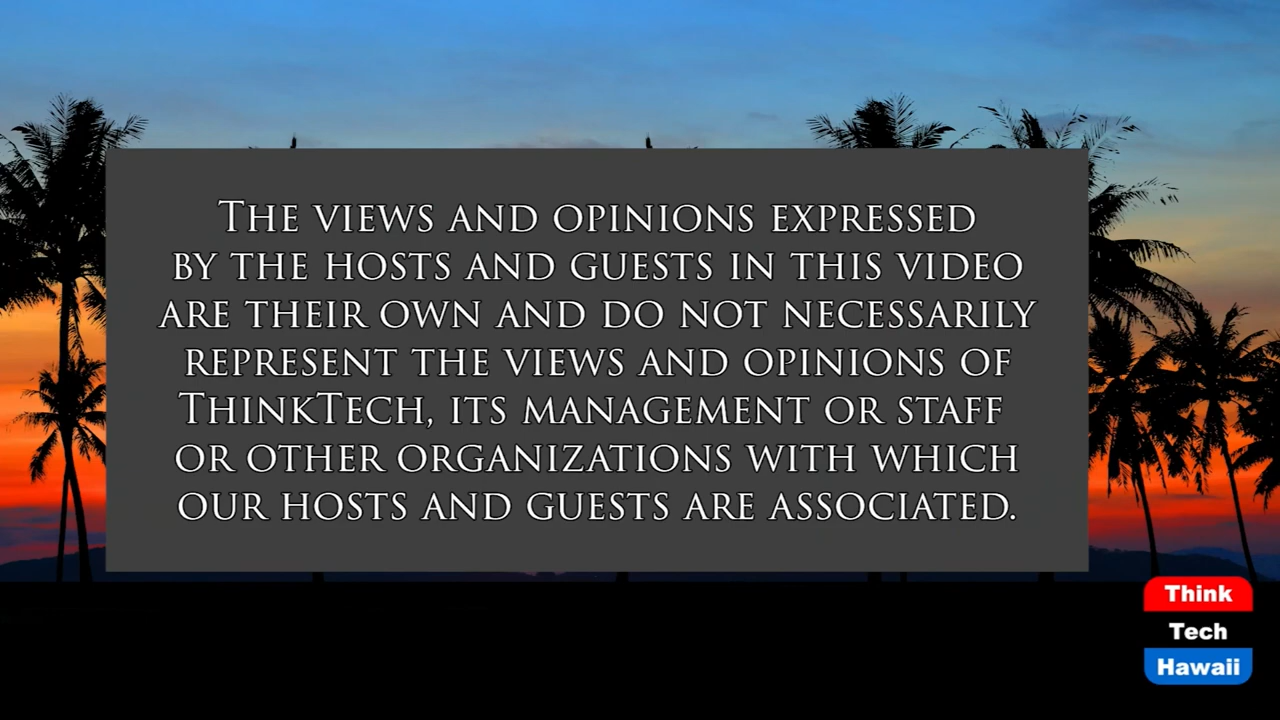 THE VIEWS AND OPINIONS EXPRESSED
BY THE HOSTS AND GUESTS IN THIS VIDEO
ARE THEIR OWN AND DO NOT NECESSARILY
REPRESENT THE VIEWS AND OPINIONS OF
THINKTECH, ITS MANAGEMENT OR STAFF
OR OTHER ORGANIZATIONS WITH WHICH
OUR HOSTS AND GUESTS ARE ASSOCIATED.
Think
Tech
Hawaii